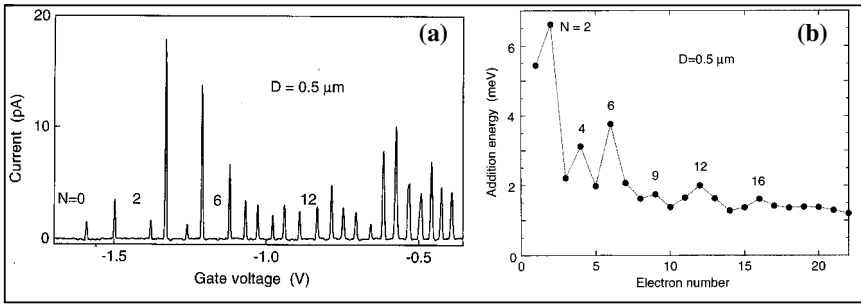 20
(a)
D = 0.5 μm
10
N=0
2
6
12
0
-1.5
-1.0
-0.5
Current (pA)
Gate voltage (V)
(b)
N = 2
6
D=0.5 μm
6
4
4
12
9
16
2
0
0
5
10
15
20
Addition energy (meV)
Electron number